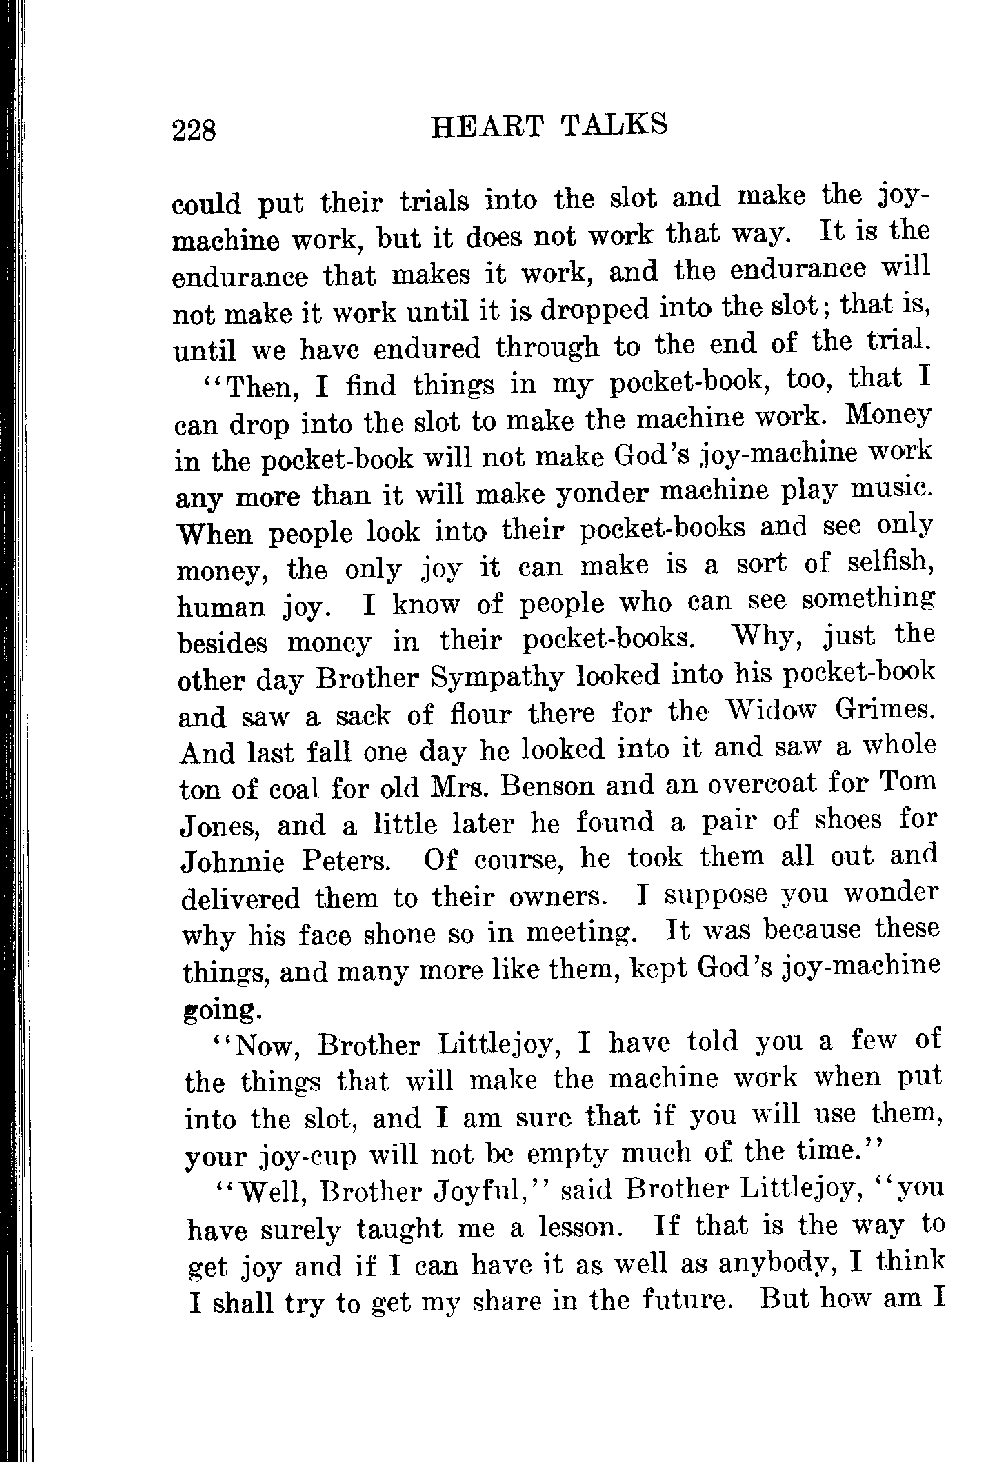 228 HEART TALKS
could put their trials into the slot and make the joy-
machine work, but it does not work that way. It is the
endurance that makes it work, and the endurance will
not make it work until it is dropped into the slot; that is,
until we have endured through to the end of the trial.
"Then, I find things in my pocket-book, too, that I
can drop into the slot to make the machine work. Money
in the pocket-book will not make God's joy-machine work
any more than it will make yonder machine play music.
When people look into their pocket-books and see only
money, the only joy it can make is a sort of selfish,
human joy. I know of people who can see something
besides money in their pocket-books. Why, just the
other day Brother Sympathy looked into his pocket-book
and saw a sack of flour there for the Widow Grimes.
And last fall one day he looked into it and saw a whole
ton of coal for old Mrs. Benson and an overcoat for Tom
Jones, and a little later he found a pair of shoes for
Johnnie Peters. Of course, he took them all out and
delivered them to their owners. I suppose you wonder
why his face shone so in meeting. It was because these
things, and many more like them, kept God's joy-machine
going.
"Now, Brother Littlejoy, I have told you a few of
the things that will make the machine work when put
into the slot, and I am sure that if you will use them,
your joy-cup will not be empty much of the time."
"Well, Brother Joyful," said Brother Littlejoy, "you
have surely taught me a lesson. If that is the way to
get joy and if I can have it as well as anybody, I think
I shall try to get my share in the future. But how am I